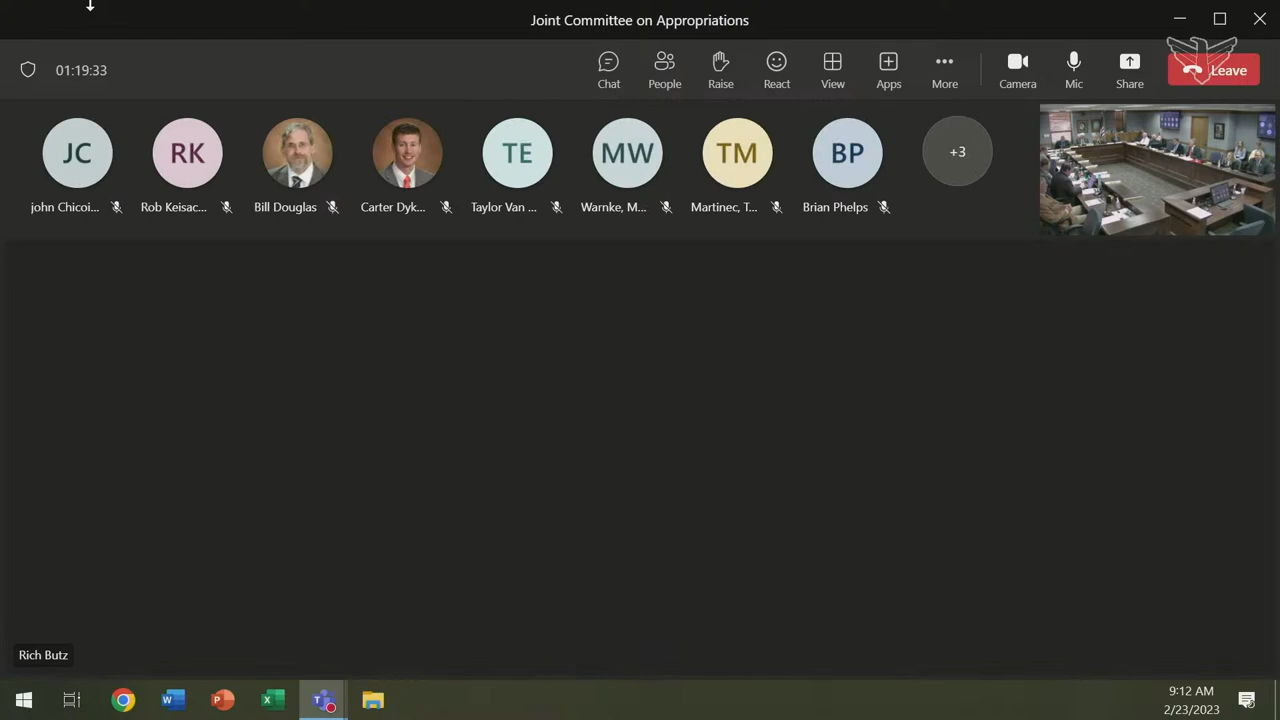 Joint Committee on Appropriations
01:19:33
Chat
People
Raise
React
View
Apps
More
Camera
Mic
Share
Leave
JC
RK
TE
MW
TM
BP
+3
john Chicoi...
Rob Keisac...
Bill Douglas
Carter Dyk...
Taylor Van ...
Warnke, M...
Martinec, T...
Brian Phelps
Rich Butz
9:12 AM
2/23/2023